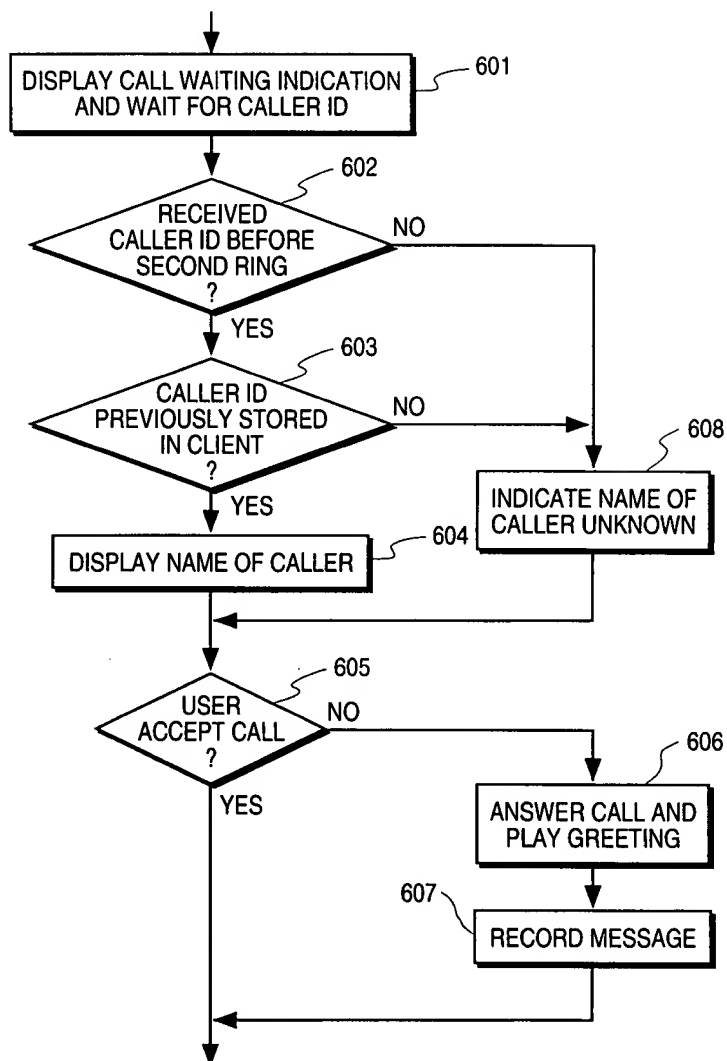 DISPLAY CALL WAITING INDICATION
AND WAIT FOR CALLER ID
601
602
RECEIVED
CALLER ID BEFORE
SECOND RING
?
NO
YES
603
CALLER ID
PREVIOUSLY STORED
IN CLIENT
?
NO
YES
608
INDICATE NAME OF
CALLER UNKNOWN
604
DISPLAY NAME OF CALLER
605
USER
ACCEPT CALL
?
NO
YES
606
ANSWER CALL AND
PLAY GREETING
607
RECORD MESSAGE